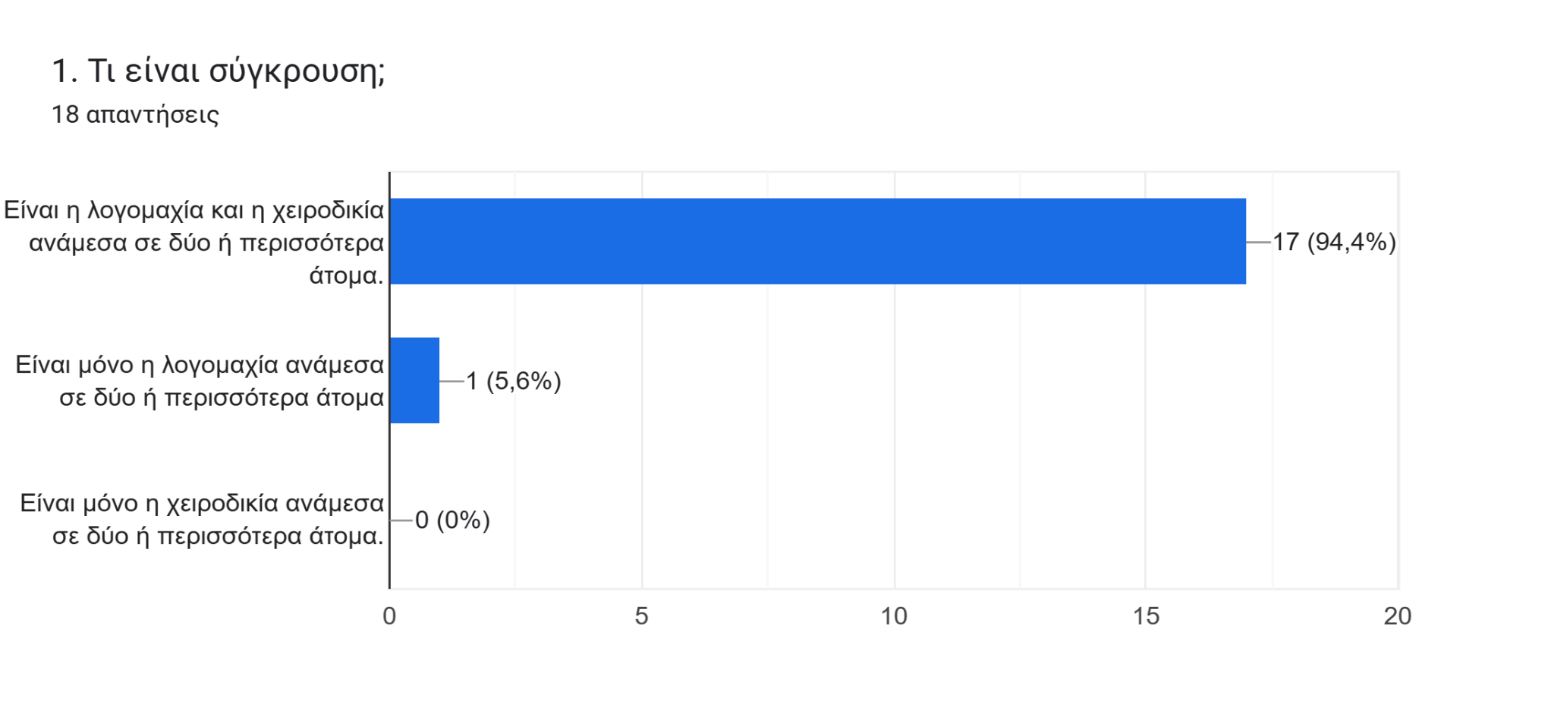 1. Τι είναι σύγκρουση;
18 απαντήσεις
Είναι η λογομαχία και η χειροδικία
ανάμεσα σε δύο ή περισσότερα
άτομα.
17 (94,4%)
Είναι μόνο η λογομαχία ανάμεσα
σε δύο ή περισσότερα άτομα
1 (5,6%)
Είναι μόνο η χειροδικία ανάμεσα
σε δύο ή περισσότερα άτομα.
0 (0%)
0 5 10 15 20